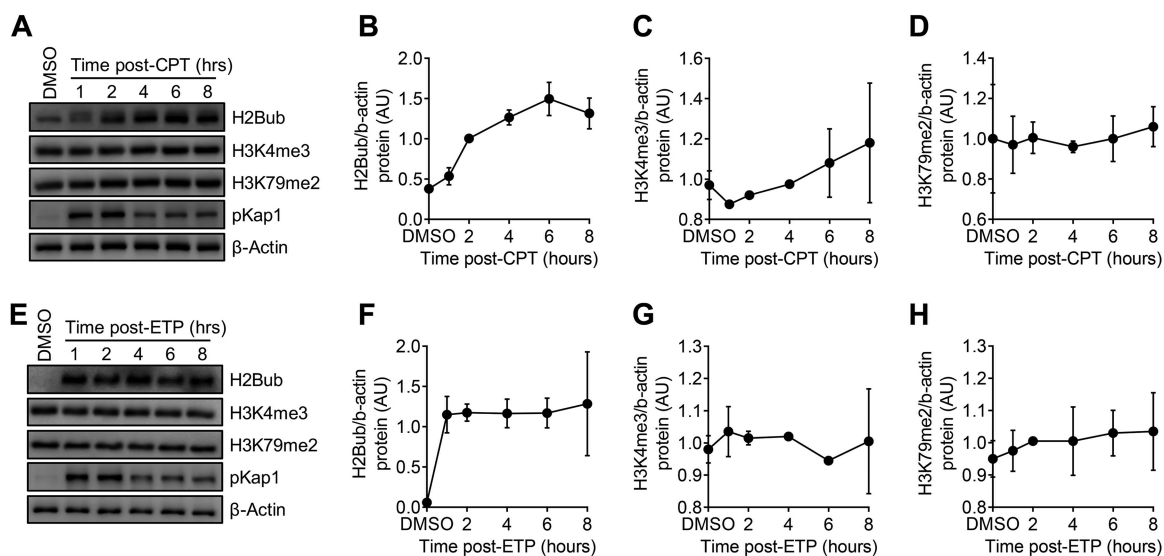 A
DMSO
Time post-CPT (hrs)
1 2 4 6 8
H2Bub
H3K4me3
H3K79me2
pKap1
β-Actin
B
H2Bub/b-actin
protein (AU)
2.0
1.5
1.0
0.5
0.0
DMSO 2 4 6 8
Time post-CPT (hours)
C
H3K4me3/b-actin
protein (AU)
1.6
1.4
1.2
1.0
0.8
DMSO 2 4 6 8
Time post-CPT (hours)
D
H3K79me2/b-actin
protein (AU)
1.4
1.2
1.0
0.8
0.6
DMSO 2 4 6 8
Time post-CPT (hours)
E
DMSO
Time post-ETP (hrs)
1 2 4 6 8
H2Bub
H3K4me3
H3K79me2
pKap1
β-Actin
F
H2Bub/b-actin
protein (AU)
2.0
1.5
1.0
0.5
0.0
DMSO 2 4 6 8
Time post-ETP (hours)
G
H3K4me3/b-actin
protein (AU)
1.3
1.2
1.1
1.0
0.9
0.8
DMSO 2 4 6 8
Time post-ETP (hours)
H
H3K79me2/b-actin
protein (AU)
1.3
1.2
1.1
1.0
0.9
0.8
DMSO 2 4 6 8
Time post-ETP (hours)